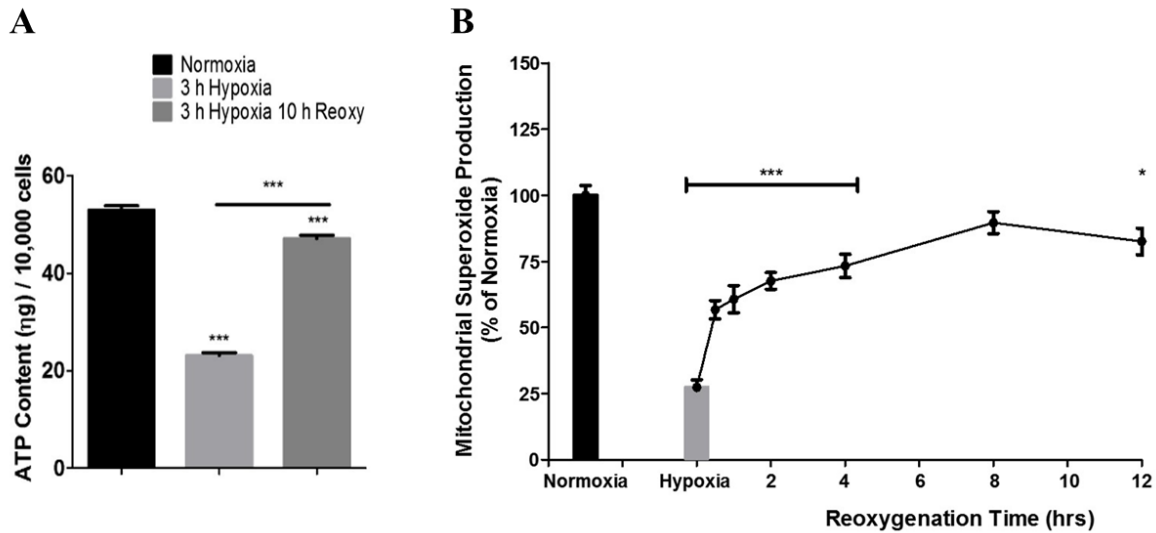 A
Normoxia
3 h Hypoxia
3 h Hypoxia 10 h Reoxy
ATP Content (ηg) / 10,000 cells
60
40
20
0
***
***
***
B
Mitochondrial Superoxide Production
(% of Normoxia)
150
125
100
75
50
25
0
***
*
Normoxia
Hypoxia
2
4
6
8
10
12
Reoxygenation Time (hrs)